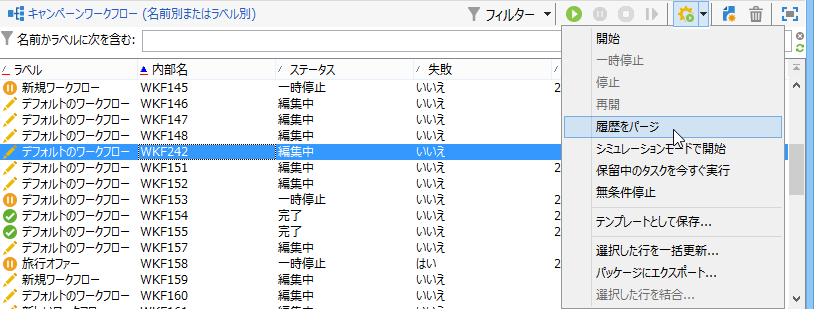 キャンペーンワークフロー (名前別またはラベル別)
フィルター
名前かラベルに次を含む:
ラベル 内部名 ステータス 失敗
新規ワークフロー WKF145 一時停止 いいえ 2
デフォルトのワークフロー WKF146 編集中 いいえ
デフォルトのワークフロー WKF147 編集中 いいえ
デフォルトのワークフロー WKF148 編集中 いいえ
デフォルトのワークフロー WKF242 編集中 いいえ
デフォルトのワークフロー WKF151 編集中 いいえ 2
デフォルトのワークフロー WKF152 編集中 いいえ
デフォルトのワークフロー WKF153 一時停止 いいえ 2
デフォルトのワークフロー WKF154 完了 いいえ 2
デフォルトのワークフロー WKF155 完了 いいえ 2
デフォルトのワークフロー WKF157 編集中 いいえ
旅行オファー WKF158 一時停止 はい 2
新規ワークフロー WKF159 編集中 いいえ
デフォルトのワークフロー WKF160 編集中 いいえ
開始
一時停止
停止
再開
履歴をパージ
シミュレーションモードで開始
保留中のタスクを今すぐ実行
無条件停止
テンプレートとして保存...
選択した行を一括更新...
パッケージにエクスポート...
選択した行を結合...